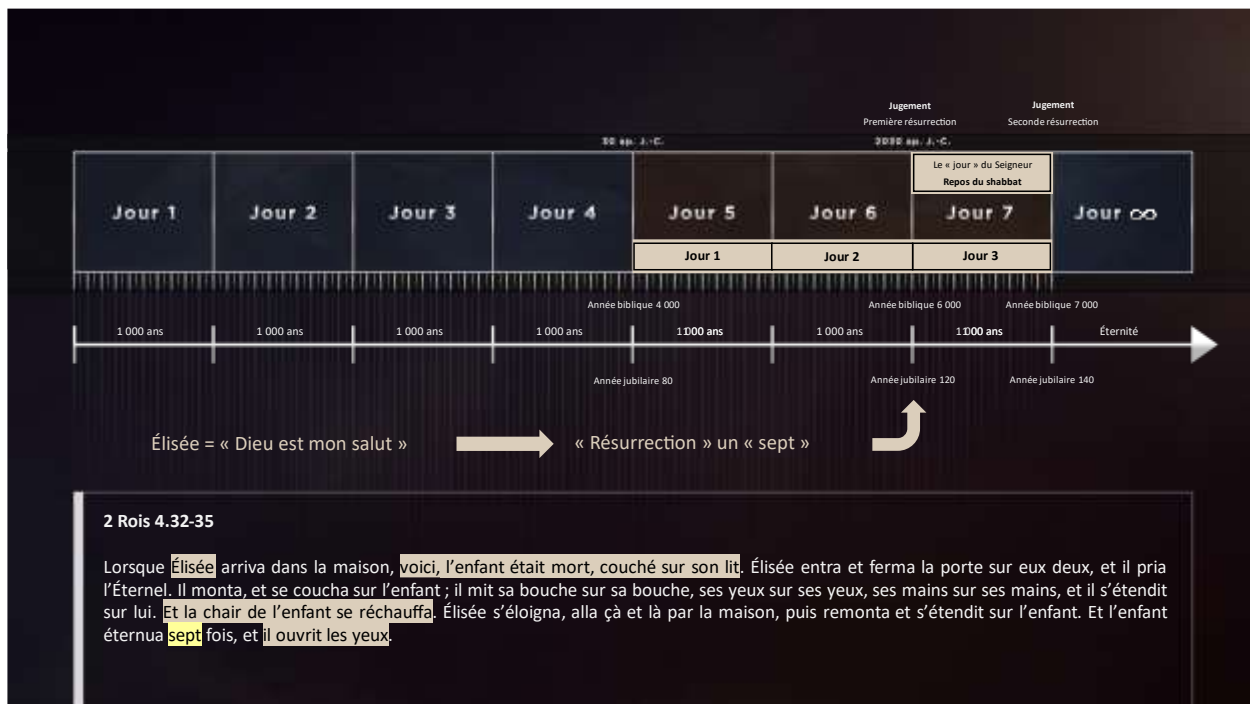 Jugement Jugement
Première résurrection Seconde résurrection
30 ap. J.-C. 2030 ap. J.-C.
Le « jour » du Seigneur
Repos du shabbat
Jour 1 Jour 2 Jour 3 Jour 4 Jour 5 Jour 6 Jour 7 Jour ∞
Jour 1 Jour 2 Jour 3
Année biblique 4 000 Année biblique 6 000 Année biblique 7 000
1 000 ans 1 000 ans 1 000 ans 1 000 ans 1 000 ans 1 000 ans 1 000 ans Éternité
Année jubilaire 80 Année jubilaire 120 Année jubilaire 140
Élisée = « Dieu est mon salut » « Résurrection » un « sept »
2 Rois 4.32-35
Lorsque Élisée arriva dans la maison, voici, l’enfant était mort, couché sur son lit. Élisée entra et ferma la porte sur eux deux, et il pria
l’Éternel. Il monta, et se coucha sur l’enfant ; il mit sa bouche sur sa bouche, ses yeux sur ses yeux, ses mains sur ses mains, et il s’étendit
sur lui. Et la chair de l’enfant se réchauffa. Élisée s’éloigna, alla çà et là par la maison, puis remonta et s’étendit sur l’enfant. Et l’enfant
éternua sept fois, et il ouvrit les yeux.